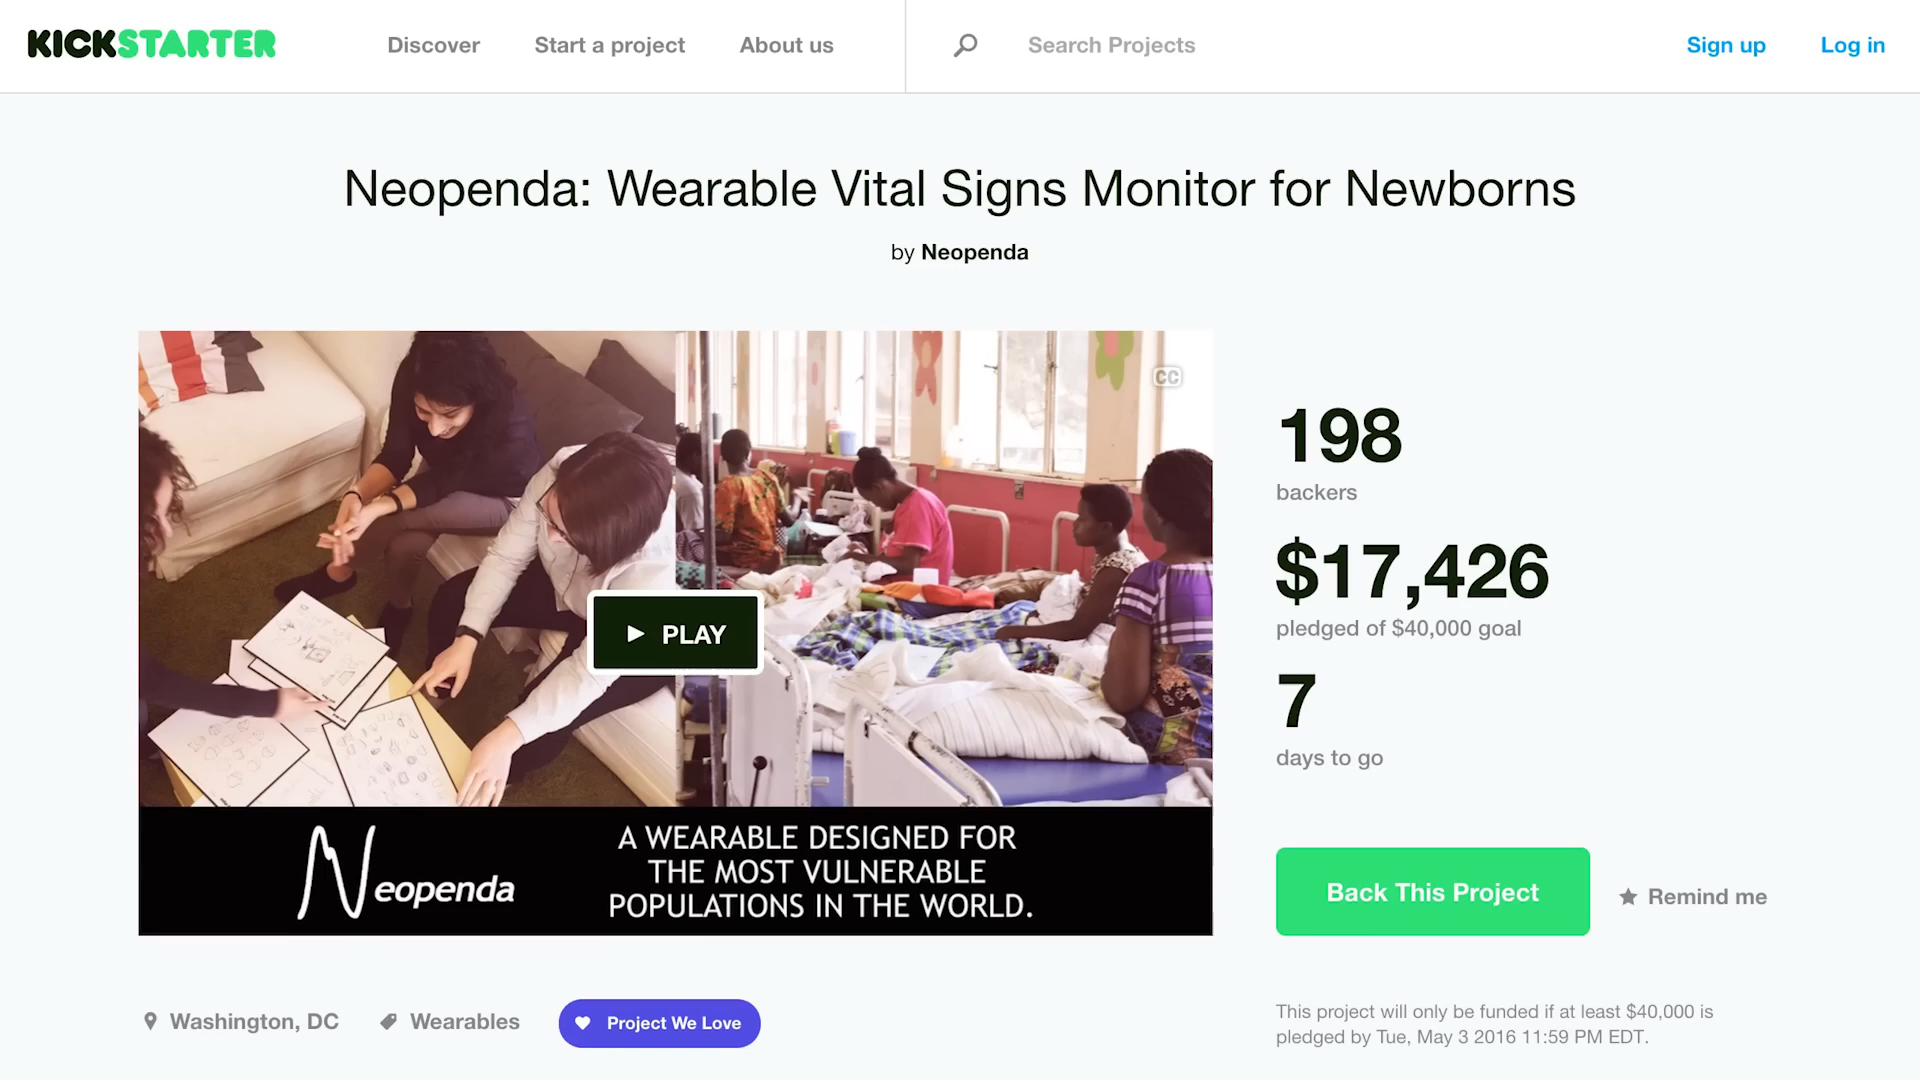 KICKSTARTER
Discover
Start a project
About us
Search Projects
Sign up
Log in
Neopenda: Wearable Vital Signs Monitor for Newborns
by Neopenda
CC
PLAY
Neopenda
A WEARABLE DESIGNED FOR
THE MOST VULNERABLE
POPULATIONS IN THE WORLD.
198
backers
$17,426
pledged of $40,000 goal
7
days to go
Back This Project
Remind me
Washington, DC
Wearables
Project We Love
This project will only be funded if at least $40,000 is
pledged by Tue, May 3 2016 11:59 PM EDT.